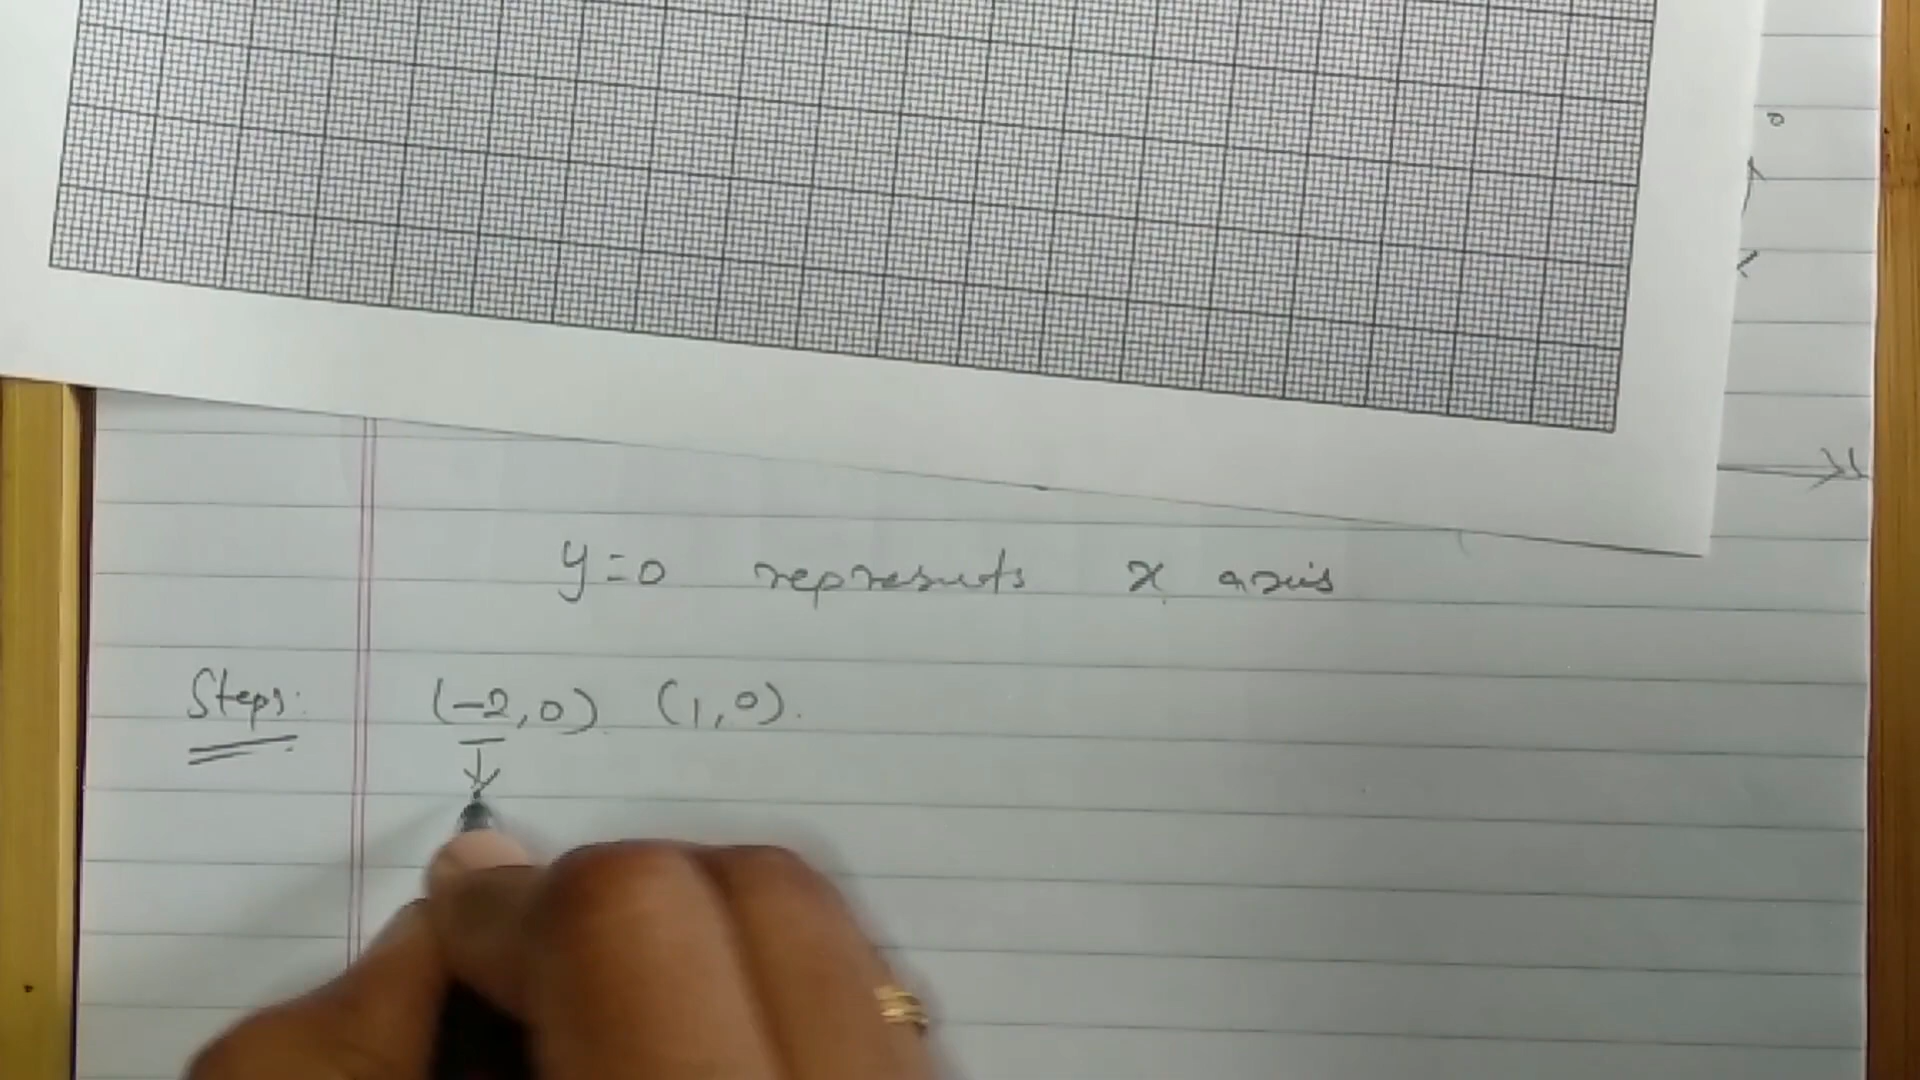 y=0 represents x axis
Steps: (-2,0) (1,0).